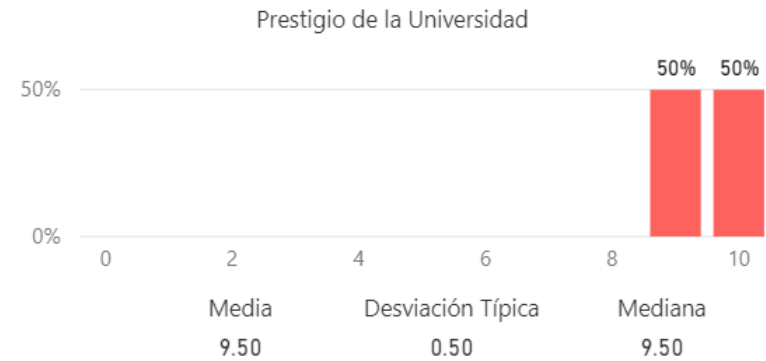 Prestigio de la Universidad
50% 50%
50%
0%
0 2 4 6 8 10
Media Desviación Típica Mediana
9.50 0.50 9.50